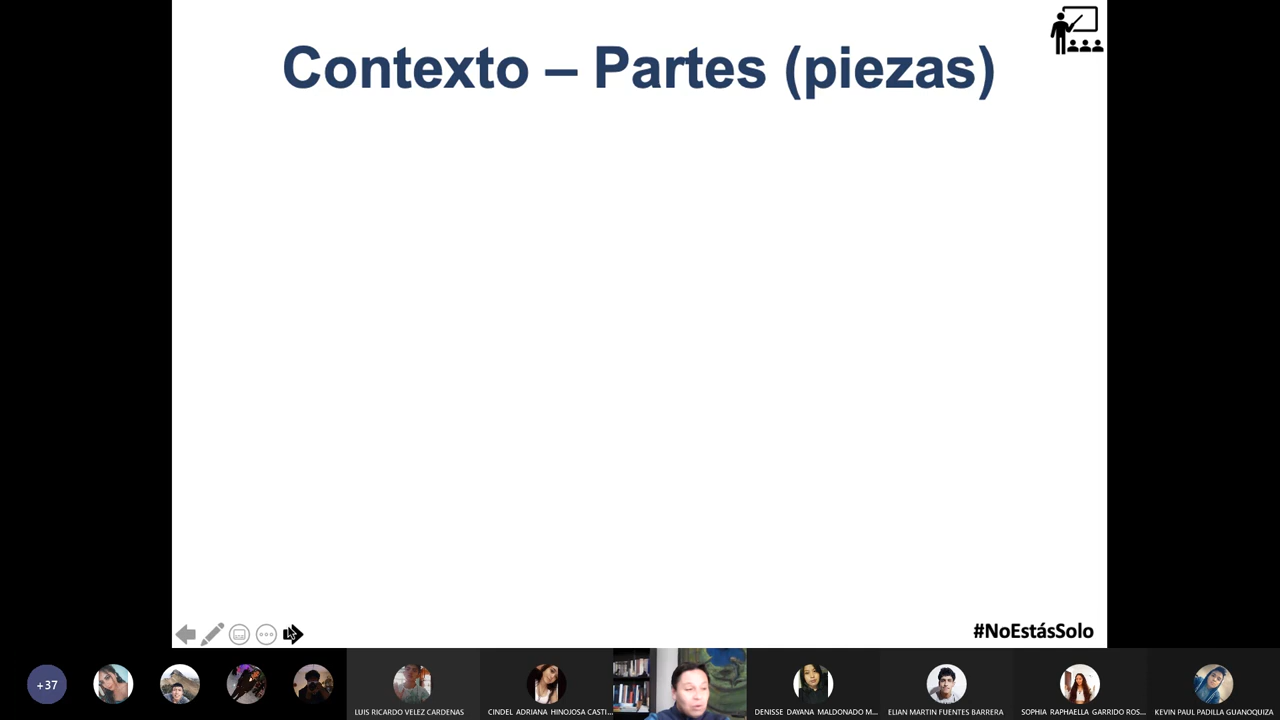 Contexto – Partes (piezas)
#NoEstásSolo
+37
LUIS RICARDO VELEZ CARDENAS
CINDEL ADRIANA HINOJOSA CASTI...
DENISSE DAYANA MALDONADO M...
ELIAN MARTIN FUENTES BARRERA
SOPHIA RAPHAELLA GARRIDO ROS...
KEVIN PAUL PADILLA GUANOQUIZA